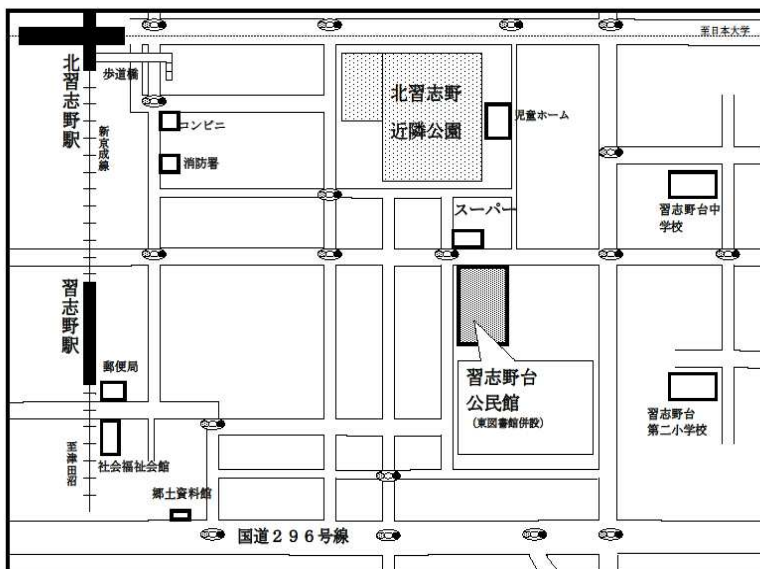 至日本大学
北習志野駅
歩道橋
新京成線
コンビニ
消防署
北習志野
近隣公園
児童ホーム
スーパー
習志野台中
学校
習志野駅
郵便局
習志野台
公民館
(東図書館併設)
習志野台
第二小学校
至津田沼
社会福祉会館
郷土資料館
国道296号線